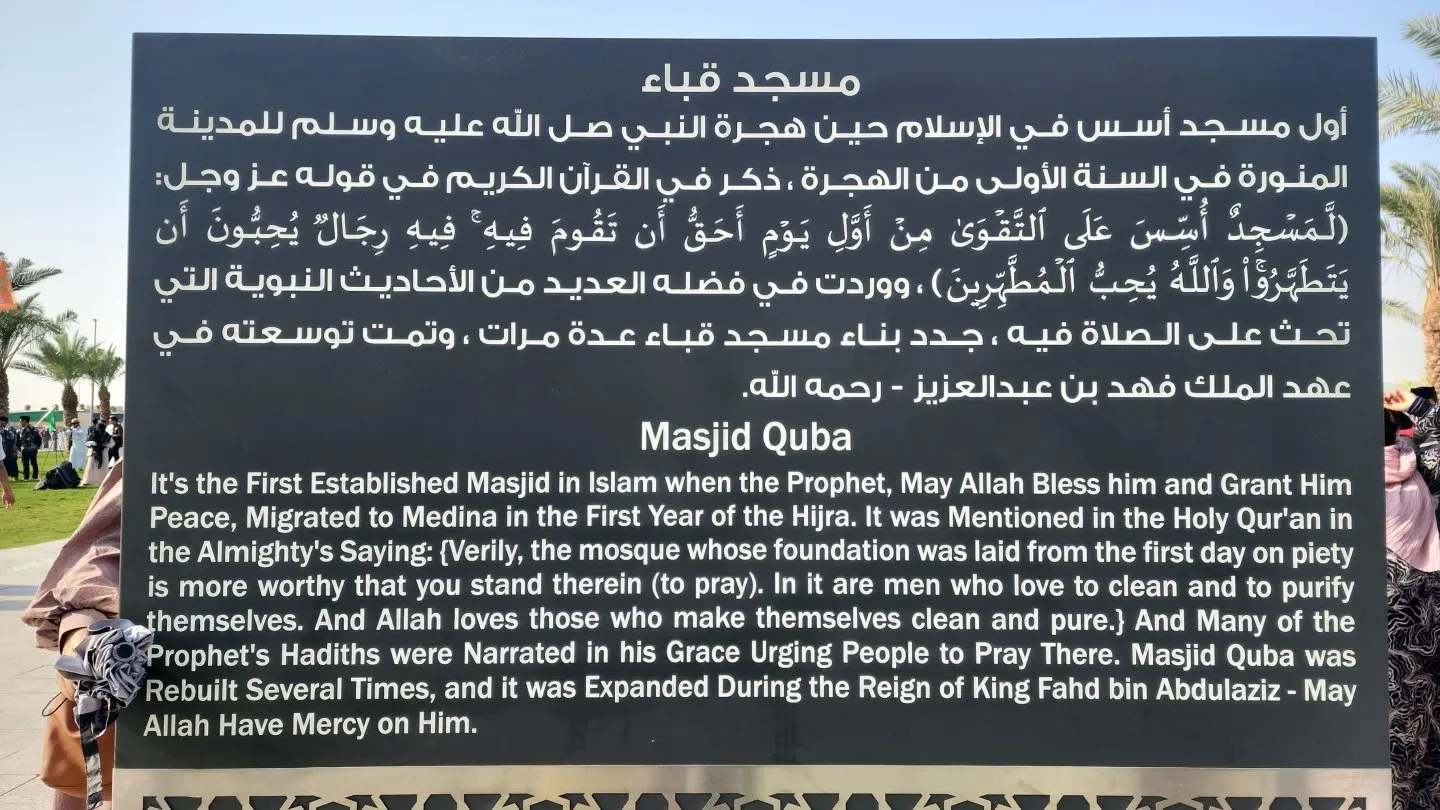 مسجد قباء
أول مسجد أسس في الإسلام حين هجرة النبي صل الله عليه وسلم للمدينة
المنورة في السنة الأولى من الهجرة ، ذكر في القرآن الكريم في قوله عز وجل:
(لَّمَسْجِدٌ أُسِّسَ عَلَى ٱلتَّقْوَىٰ مِنْ أَوَّلِ يَوْمٍ أَحَقُّ أَن تَقُومَ فِيهِ ۚ فِيهِ رِجَالٌ يُحِبُّونَ أَن
يَتَطَهَّرُوا۟ ۚ وَٱللَّهُ يُحِبُّ ٱلْمُطَّهِّرِينَ) ، ووردت في فضله العديد من الأحاديث النبوية التي
تحث على الصلاة فيه ، جدد بناء مسجد قباء عدة مرات ، وتمت توسعته في
عهد الملك فهد بن عبدالعزيز - رحمه الله.
Masjid Quba
It's the First Established Masjid in Islam when the Prophet, May Allah Bless him and Grant Him
Peace, Migrated to Medina in the First Year of the Hijra. It was Mentioned in the Holy Qur'an in
the Almighty's Saying: {Verily, the mosque whose foundation was laid from the first day on piety
is more worthy that you stand therein (to pray). In it are men who love to clean and to purify
themselves. And Allah loves those who make themselves clean and pure.} And Many of the
Prophet's Hadiths were Narrated in his Grace Urging People to Pray There. Masjid Quba was
Rebuilt Several Times, and it was Expanded During the Reign of King Fahd bin Abdulaziz - May
Allah Have Mercy on Him.